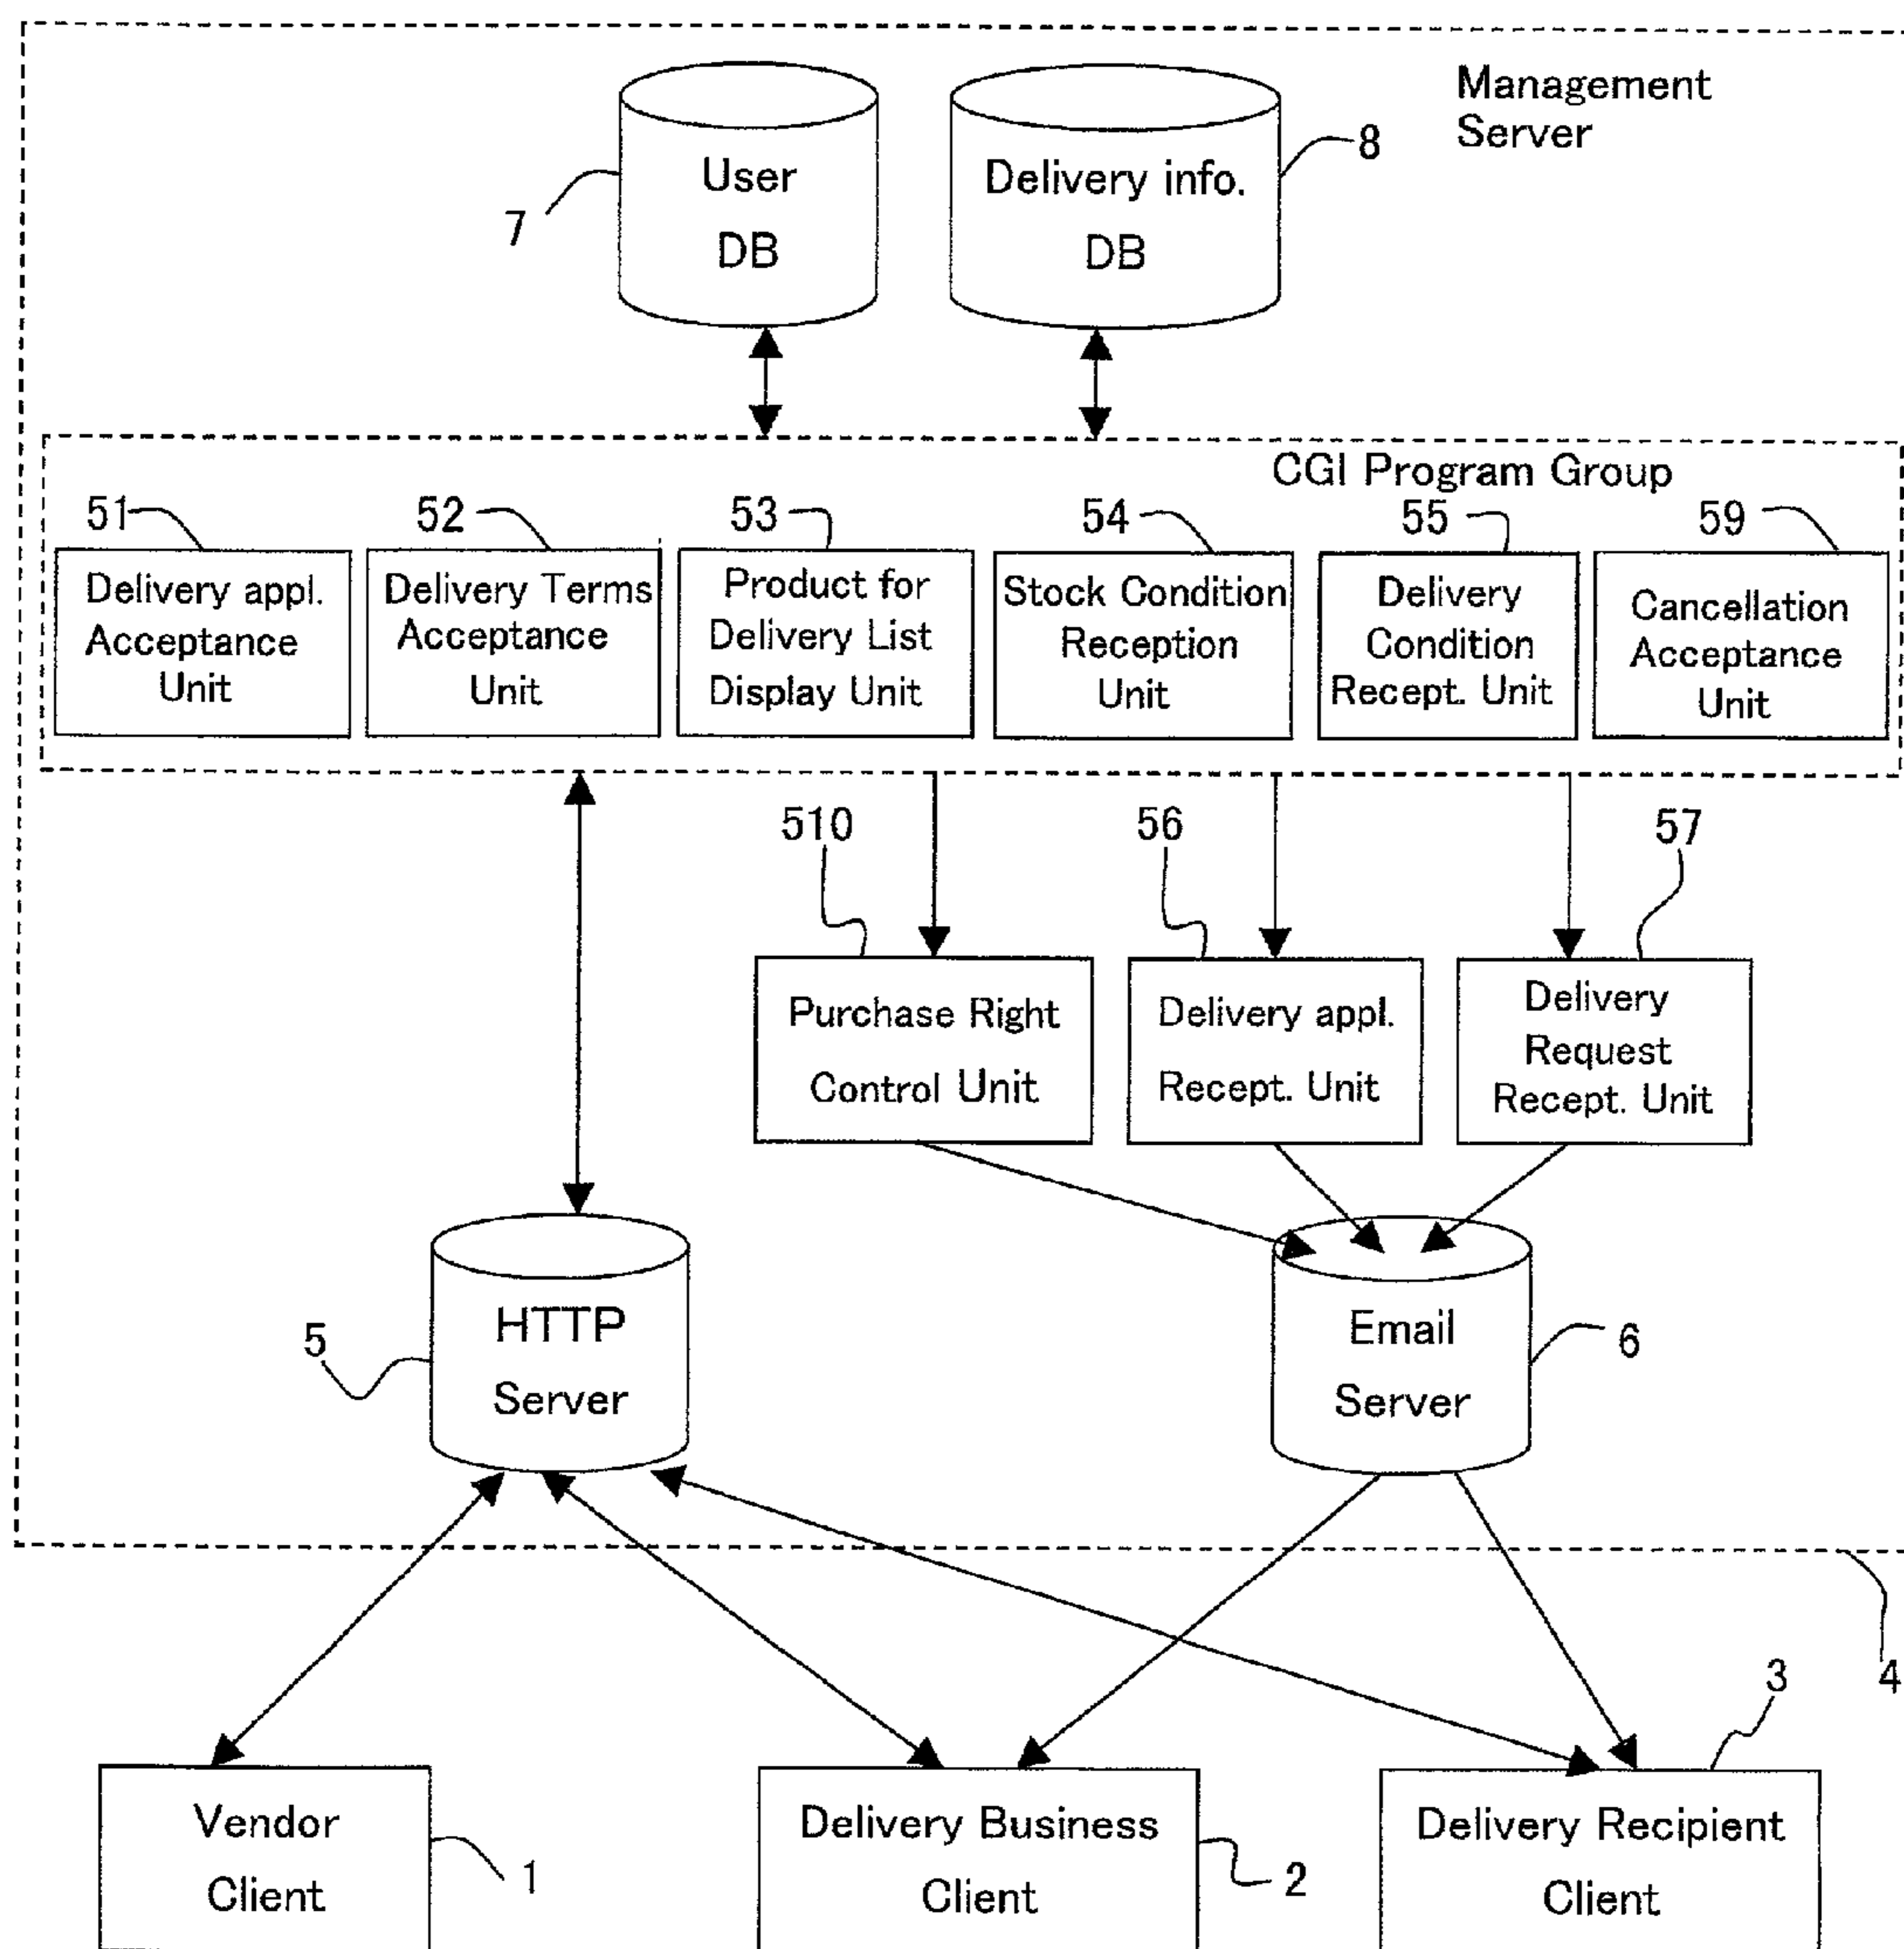 Management
Server
User
DB
7
Delivery info.
DB
8
CGI Program Group
51
52
53
54
55
59
Delivery appl.
Acceptance
Unit
Delivery Terms
Acceptance
Unit
Product for
Delivery List
Display Unit
Stock Condition
Reception
Unit
Delivery
Condition
Recept. Unit
Cancellation
Acceptance
Unit
510
56
57
Purchase Right
Control Unit
Delivery appl.
Recept. Unit
Delivery
Request
Recept. Unit
5
HTTP
Server
Email
Server
6
4
3
Vendor
Client
1
Delivery Business
Client
2
Delivery Recipient
Client